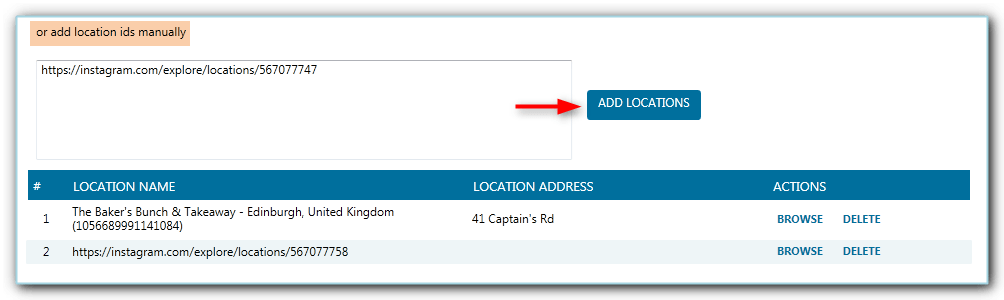 or add location ids manually
https://instagram.com/explore/locations/567077747
ADD LOCATIONS
# LOCATION NAME LOCATION ADDRESS ACTIONS
1 The Baker's Bunch & Takeaway - Edinburgh, United Kingdom
(1056689991141084) 41 Captain's Rd BROWSE DELETE
2 https://instagram.com/explore/locations/567077758 BROWSE DELETE